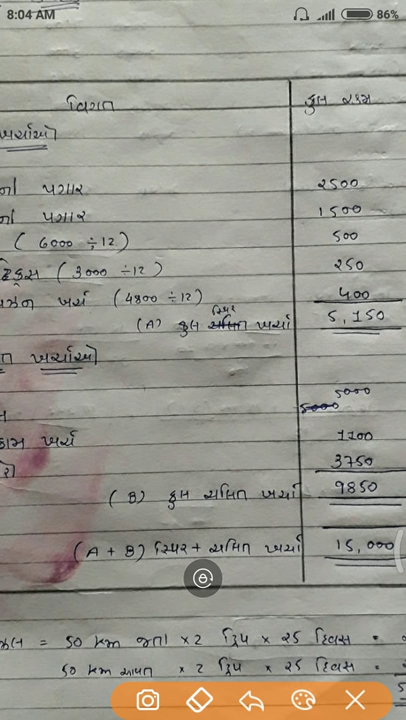 8:04 AM 86%
વિગત કુલ રકમ
ખર્ચાઓ
નો પગાર 2500
નો પગાર 1500
( 6000 ÷ 12 ) 500
( 3000 ÷ 12 ) 250
ખર્ચ ( 4800 ÷ 12 ) 400
સ્થિર
(A) કુલ ખર્ચા 5,150
ખર્ચાઓ
5000
5000
ખર્ચ 1100
3750
( B ) કુલ ચલિત ખર્ચા 9850
( A + B ) સ્થિર + ચલિત ખર્ચા 15,000
= 50 km જતા × 2 ટ્રિપ × 25 દિવસ =
50 km આવતા × 2 ટ્રિપ × 25 દિવસ =